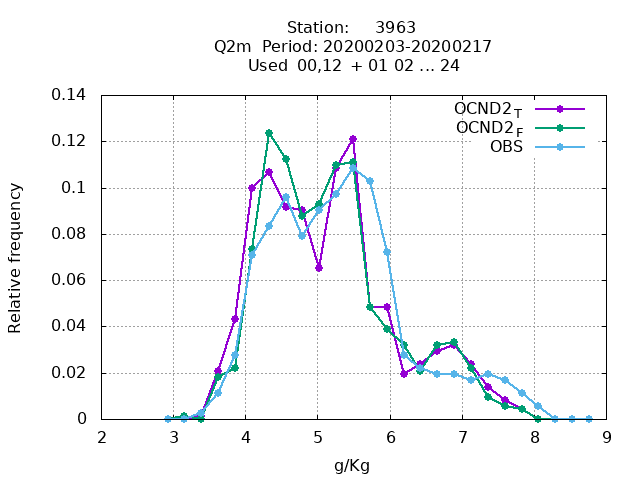 Station: 3963
Q2m Period: 20200203-20200217
Used 00,12 + 01 02 ... 24
0.14
0.12
0.1
0.08
0.06
0.04
0.02
0
Relative frequency
OCND2 T
OCND2 F
OBS
2 3 4 5 6 7 8 9
g/Kg